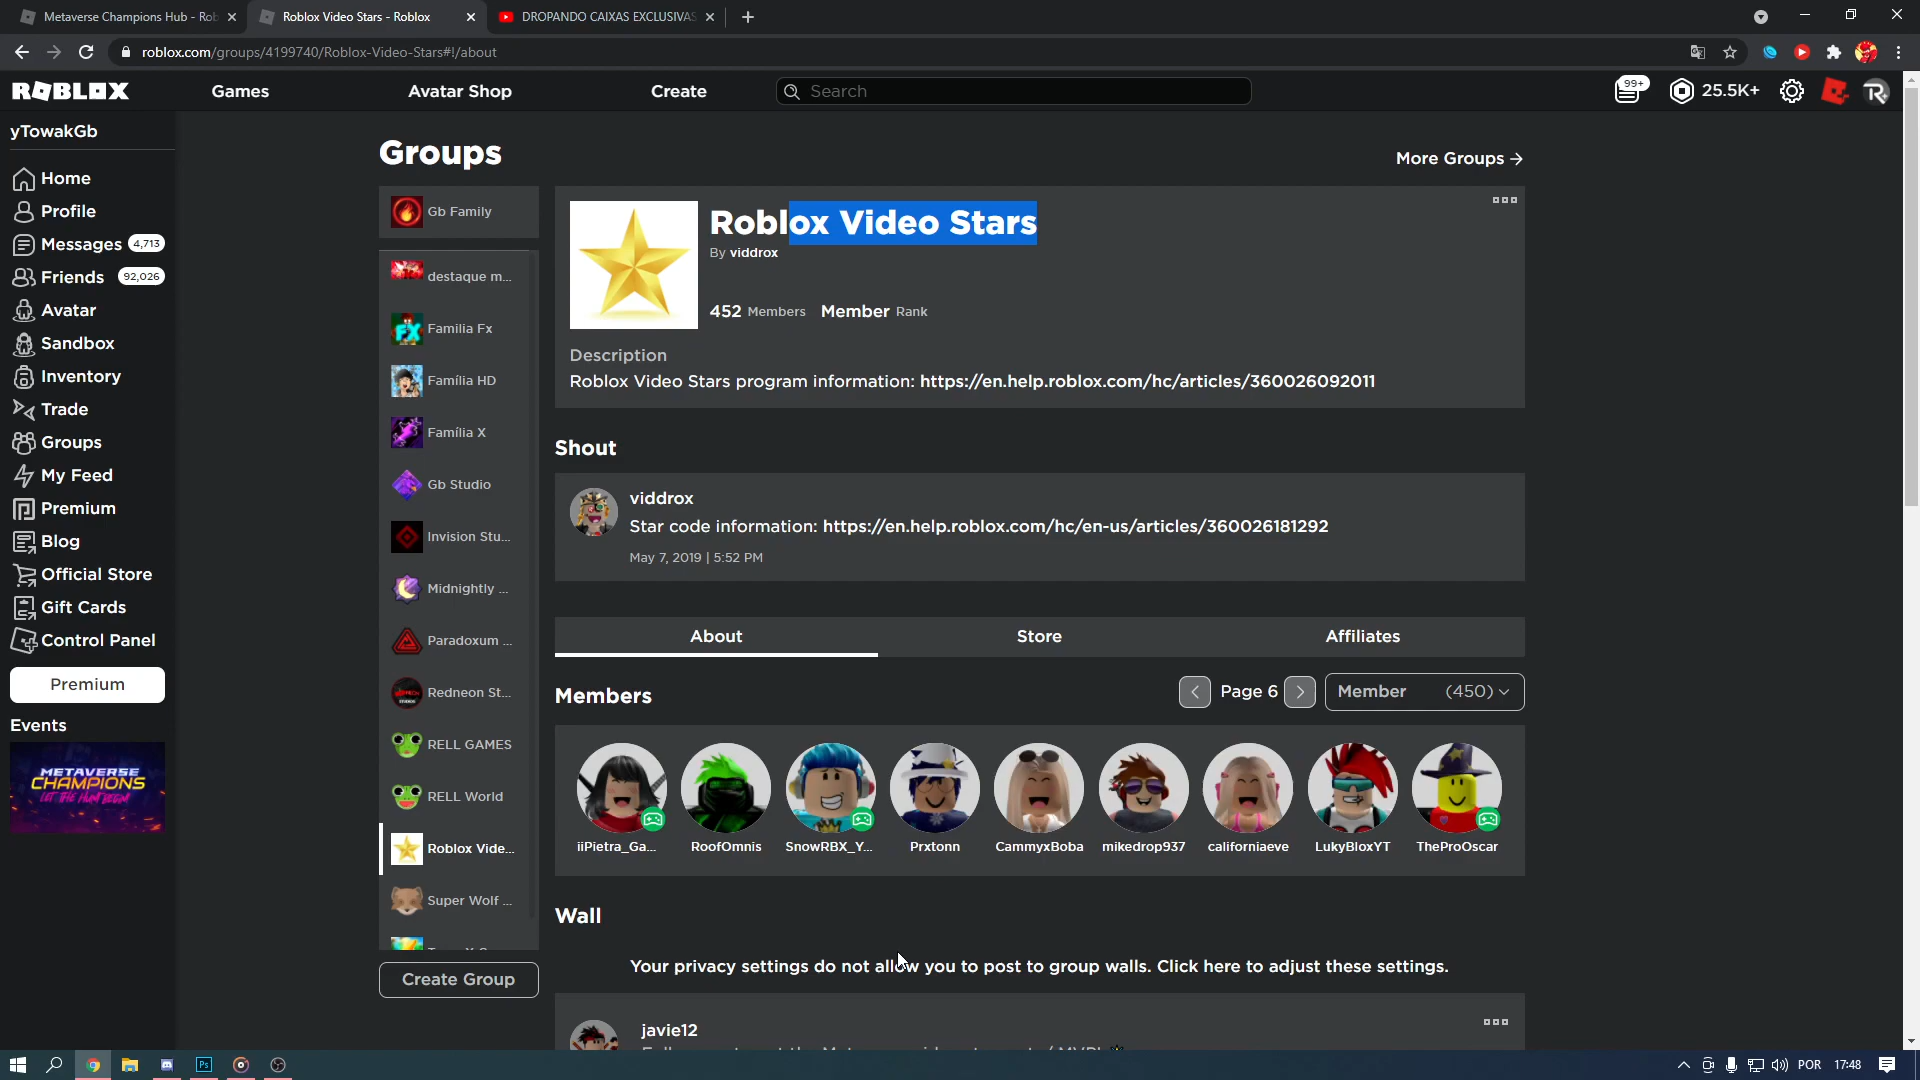 Metaverse Champions Hub - Rob
Roblox Video Stars - Roblox
DROPANDO CAIXAS EXCLUSIVAS
roblox.com/groups/4199740/Roblox-Video-Stars#!/about
ROBLOX
Games
Avatar Shop
Create
Search
99+
25.5K+
yTowakGb
Home
Profile
Messages 4,713
Friends 92,026
Avatar
Sandbox
Inventory
Trade
Groups
My Feed
Premium
Blog
Official Store
Gift Cards
Control Panel
Premium
Events
METAVERSE
CHAMPIONS
LET THE HUNT BEGIN!
Groups
More Groups
Gb Family
destaque m...
Familia Fx
Família HD
Família X
Gb Studio
Invision Stu...
Midnightly ...
Paradoxum ...
Redneon St...
RELL GAMES
RELL World
Roblox Vide...
Super Wolf ...
Create Group
Roblox Video Stars
By viddrox
452 Members Member Rank
Description
Roblox Video Stars program information: https://en.help.roblox.com/hc/articles/360026092011
Shout
viddrox
Star code information: https://en.help.roblox.com/hc/en-us/articles/360026181292
May 7, 2019 | 5:52 PM
About
Store
Affiliates
Members
Page 6
Member (450)
iiPietra_Ga...
RoofOmnis
SnowRBX_Y...
Prxtonn
CammyxBoba
mikedrop937
californiaeve
LukyBloxYT
TheProOscar
Wall
Your privacy settings do not allow you to post to group walls. Click here to adjust these settings.
javie12
Ps
POR
17:48